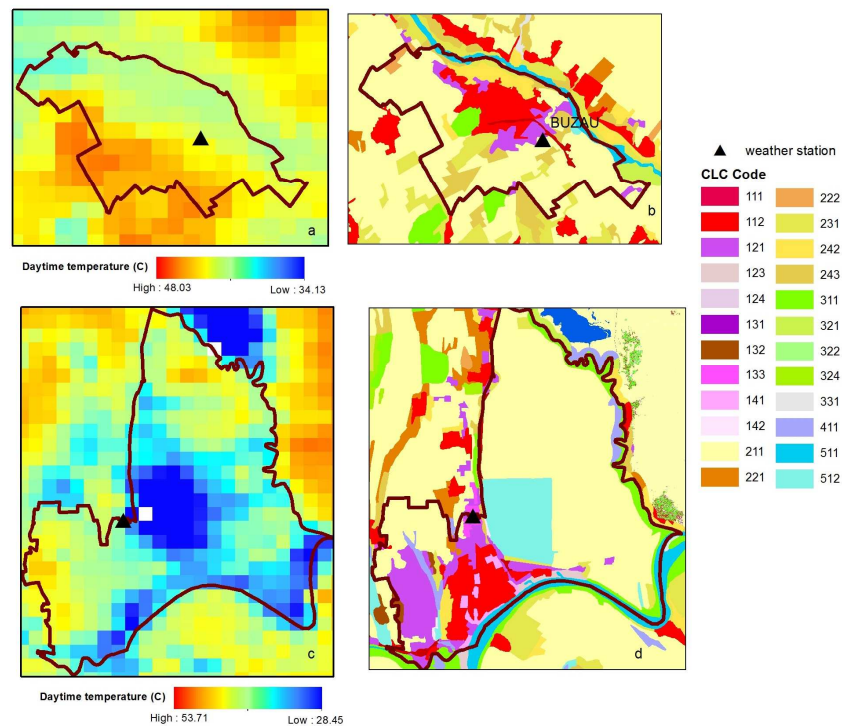 a
BUZAU
b
Daytime temperature (C)
High : 48.03 Low : 34.13
weather station
CLC Code
111 222
112 231
121 242
123 243
124 311
131 321
132 322
133 324
141 331
142 411
211 511
221 512
c
d
Daytime temperature (C)
High : 53.71 Low : 28.45